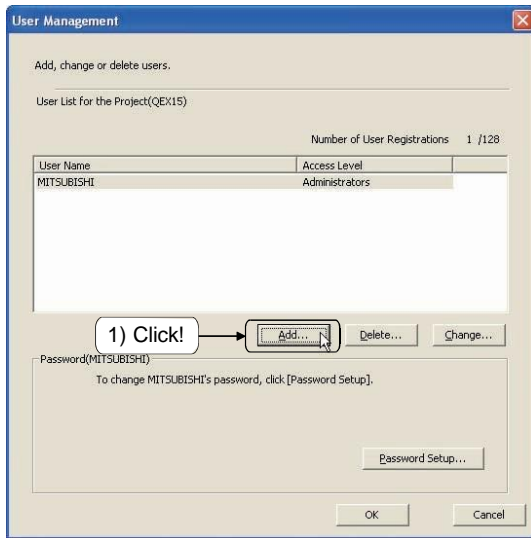 User Management
Add, change or delete users.
User List for the Project(QEX15)
Number of User Registrations 1 /128
User Name Access Level
MITSUBISHI Administrators
1) Click!
Add... Delete... Change...
Password(MITSUBISHI)
To change MITSUBISHI's password, click [Password Setup].
Password Setup...
OK Cancel